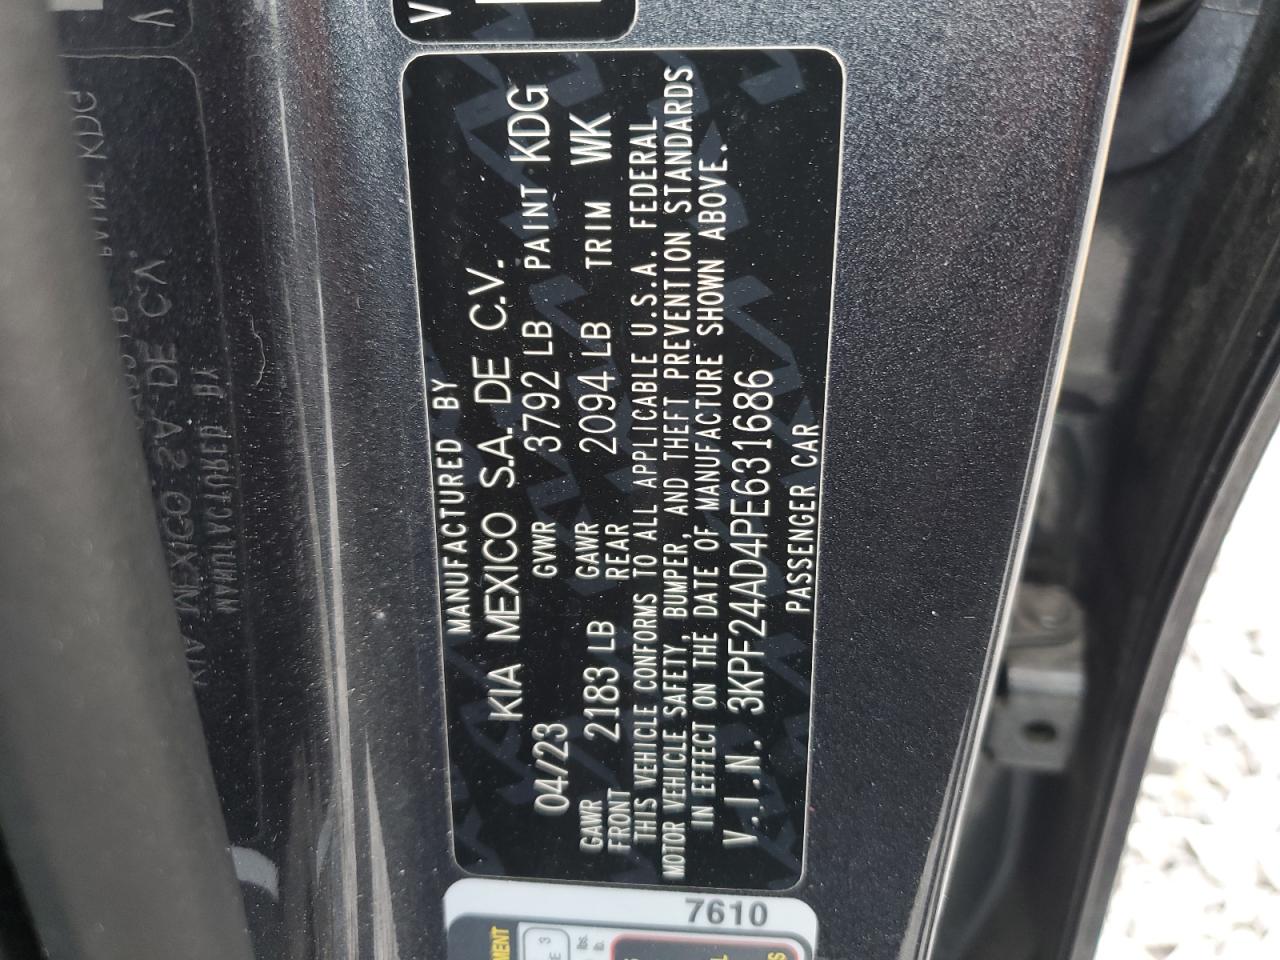 MANUFACTURED BY
KIA MEXICO S.A. DE C.V.
04/23 GVWR 3792 LB PAINT KDG
GAWR FRONT 2183 LB GAWR REAR 2094 LB TRIM WK
THIS VEHICLE CONFORMS TO ALL APPLICABLE U.S.A. FEDERAL
MOTOR VEHICLE SAFETY, BUMPER, AND THEFT PREVENTION STANDARDS
IN EFFECT ON THE DATE OF MANUFACTURE SHOWN ABOVE.
V.I.N. 3KPF24AD4PE631686
PASSENGER CAR
7610